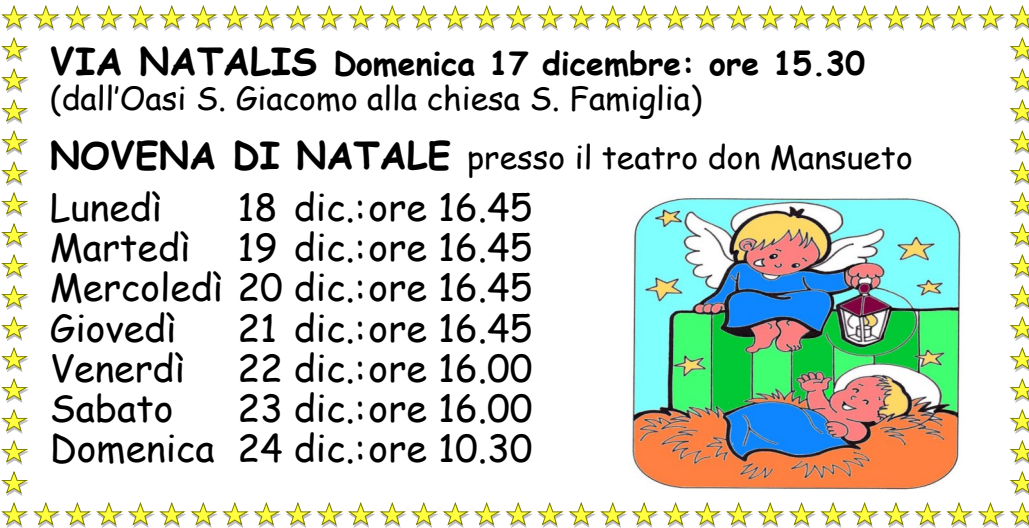 VIA NATALIS Domenica 17 dicembre: ore 15.30
(dall'Oasi S. Giacomo alla chiesa S. Famiglia)
NOVENA DI NATALE presso il teatro don Mansueto
Lunedì 18 dic.:ore 16.45
Martedì 19 dic.:ore 16.45
Mercoledì 20 dic.:ore 16.45
Giovedì 21 dic.:ore 16.45
Venerdì 22 dic.:ore 16.00
Sabato 23 dic.:ore 16.00
Domenica 24 dic.:ore 10.30